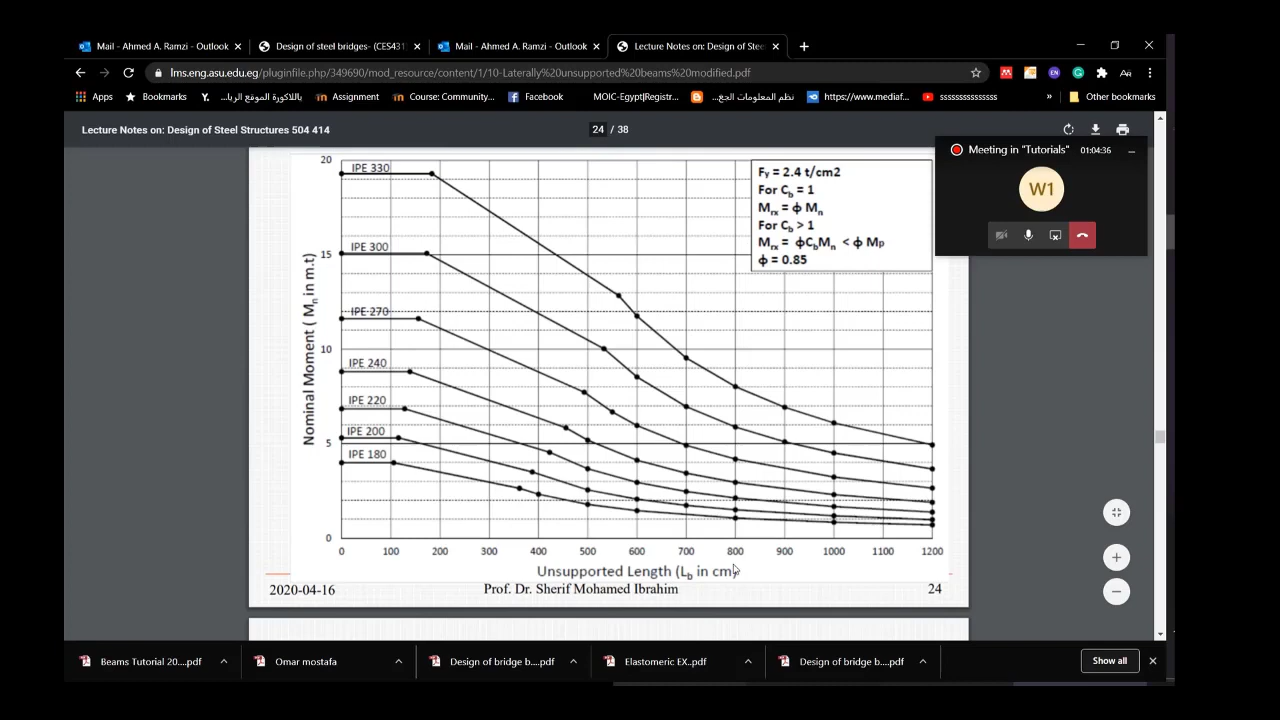 Mail - Ahmed A. Ramzi - Outlook
Design of steel bridges- (CES431
Mail - Ahmed A. Ramzi - Outlook
Lecture Notes on: Design of Stee
lms.eng.asu.edu.eg/pluginfile.php/349690/mod_resource/content/1/10-Laterally%20unsupported%20beams%20modified.pdf
Apps
Bookmarks
باللاكورة الموقع الريا...
Assignment
Course: Community...
Facebook
MOIC-Egypt|Registr...
نظم المعلومات الجغ...
https://www.mediaf...
sssssssssssssss
»
Other bookmarks
Lecture Notes on: Design of Steel Structures 504 414
24 / 38
Meeting in "Tutorials"
01:04:36
W1
Fy = 2.4 t/cm2
For Cb = 1
Mrx = ϕ Mn
For Cb > 1
Mrx = ϕCbMn < ϕ Mp
ϕ = 0.85
20
15
10
5
0
Nominal Moment ( Mn in m.t)
IPE 330
IPE 300
IPE 270
IPE 240
IPE 220
IPE 200
IPE 180
0 100 200 300 400 500 600 700 800 900 1000 1100 1200
Unsupported Length (Lb in cm)
2020-04-16
Prof. Dr. Sherif Mohamed Ibrahim
24
Beams Tutorial 20....pdf
Omar mostafa
Design of bridge b....pdf
Elastomeric EX..pdf
Design of bridge b....pdf
Show all